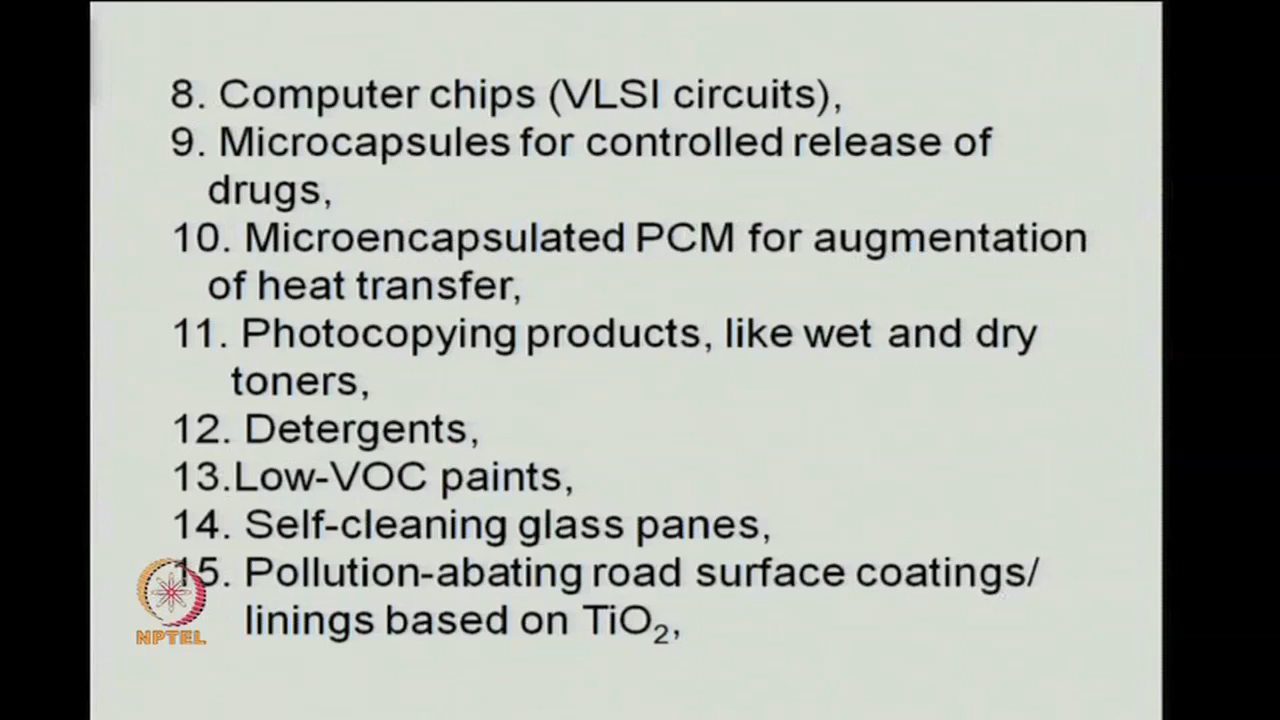 8. Computer chips (VLSI circuits),
9. Microcapsules for controlled release of
drugs,
10. Microencapsulated PCM for augmentation
of heat transfer,
11. Photocopying products, like wet and dry
toners,
12. Detergents,
13.Low-VOC paints,
14. Self-cleaning glass panes,
15. Pollution-abating road surface coatings/
linings based on TiO₂,
NPTEL